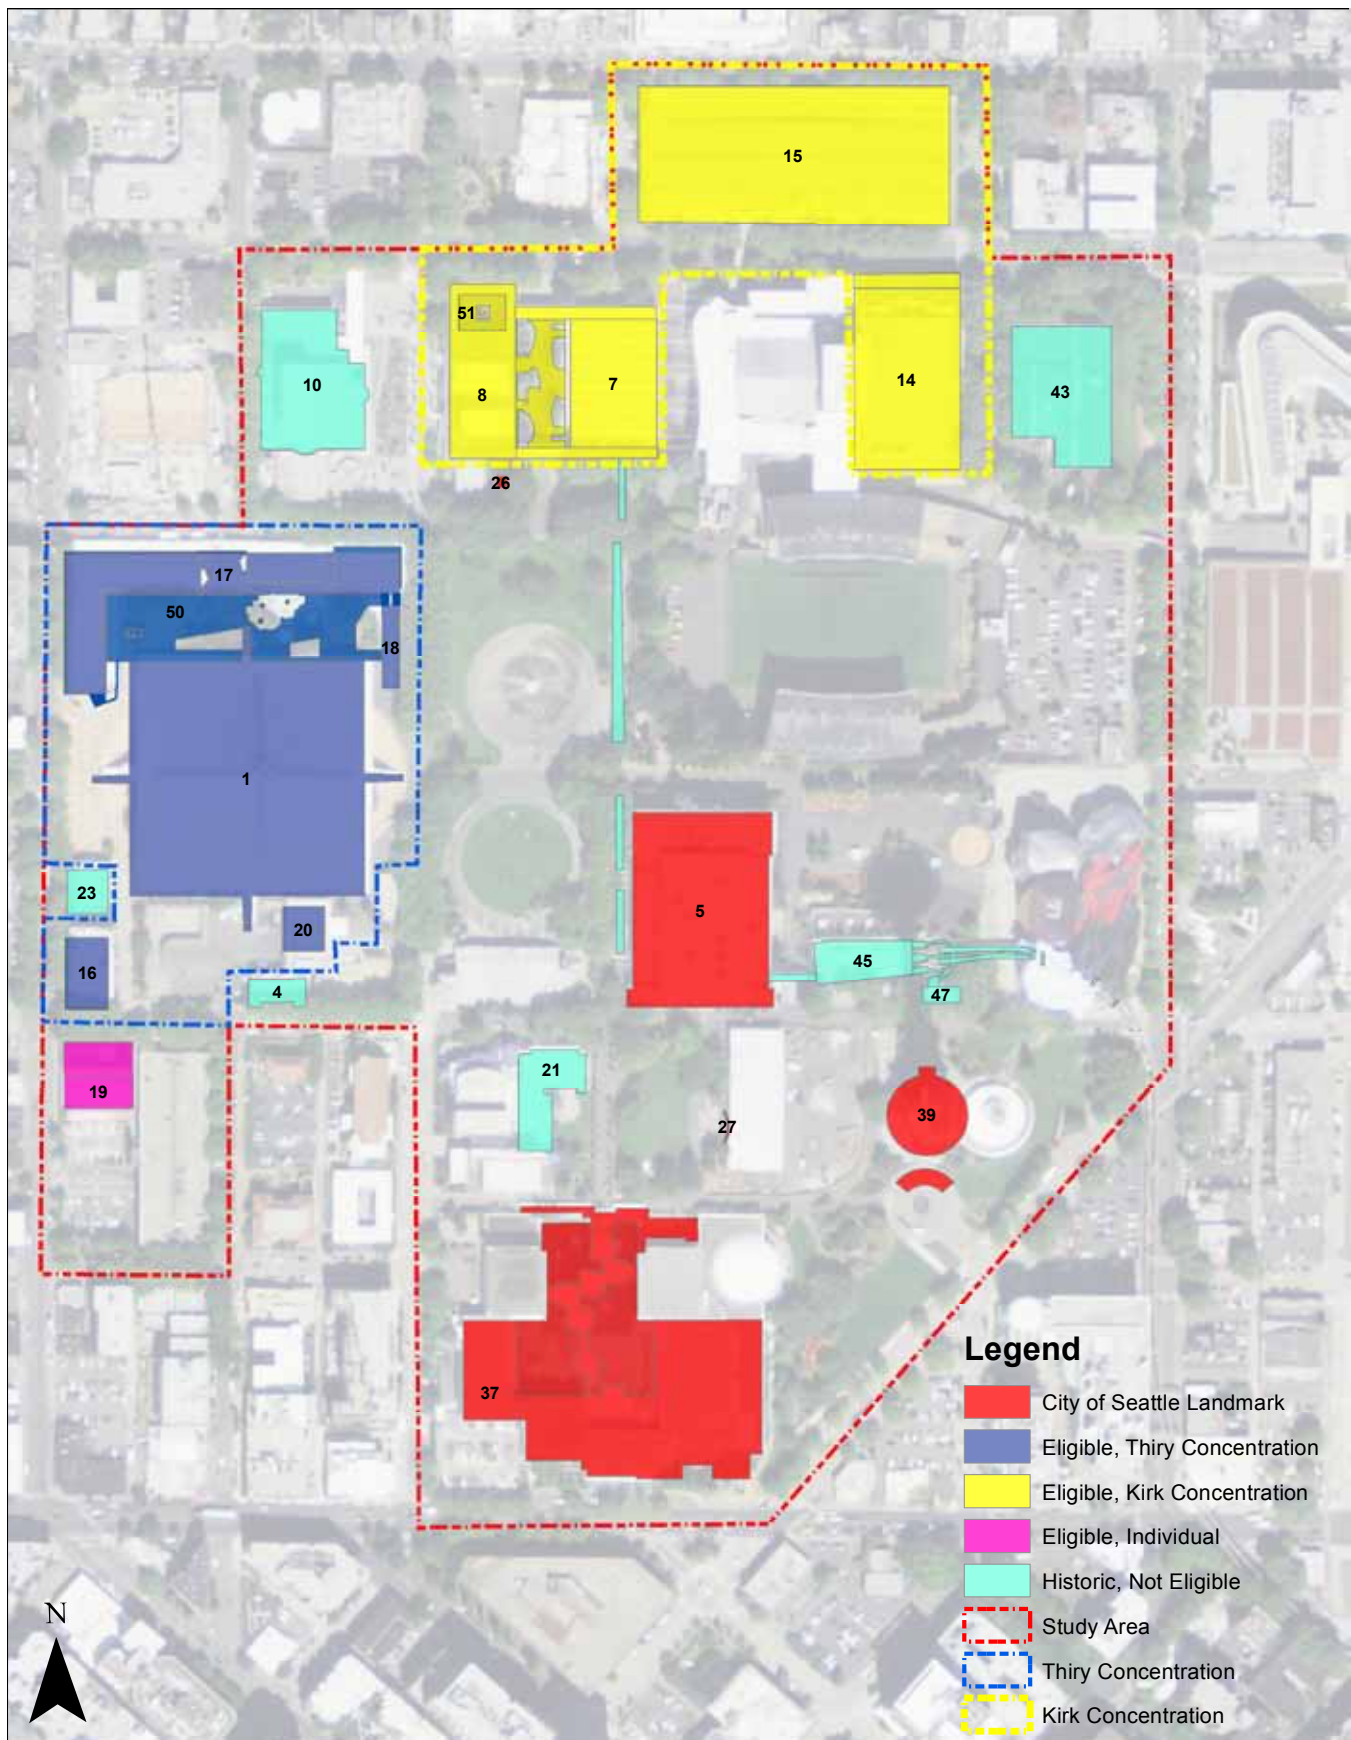 15
51
10
8
7
14
43
26
17
50
18
1
23
5
20
45
16
4
47
21
19
39
27
37
Legend
City of Seattle Landmark
Eligible, Thiry Concentration
Eligible, Kirk Concentration
Eligible, Individual
Historic, Not Eligible
Study Area
Thiry Concentration
Kirk Concentration
N